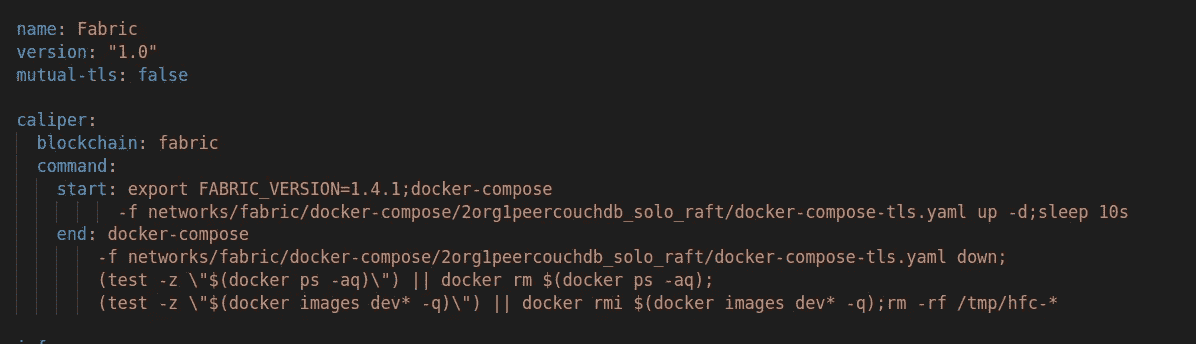 name: Fabric
version: "1.0"
mutual-tls: false
caliper:
blockchain: fabric
command:
start: export FABRIC_VERSION=1.4.1;docker-compose
-f networks/fabric/docker-compose/2org1peercouchdb_solo_raft/docker-compose-tls.yaml up -d;sleep 10s
end: docker-compose
-f networks/fabric/docker-compose/2org1peercouchdb_solo_raft/docker-compose-tls.yaml down;
(test -z \"$(docker ps -aq)\") || docker rm $(docker ps -aq);
(test -z \"$(docker images dev* -q)\") || docker rmi $(docker images dev* -q);rm -rf /tmp/hfc-*